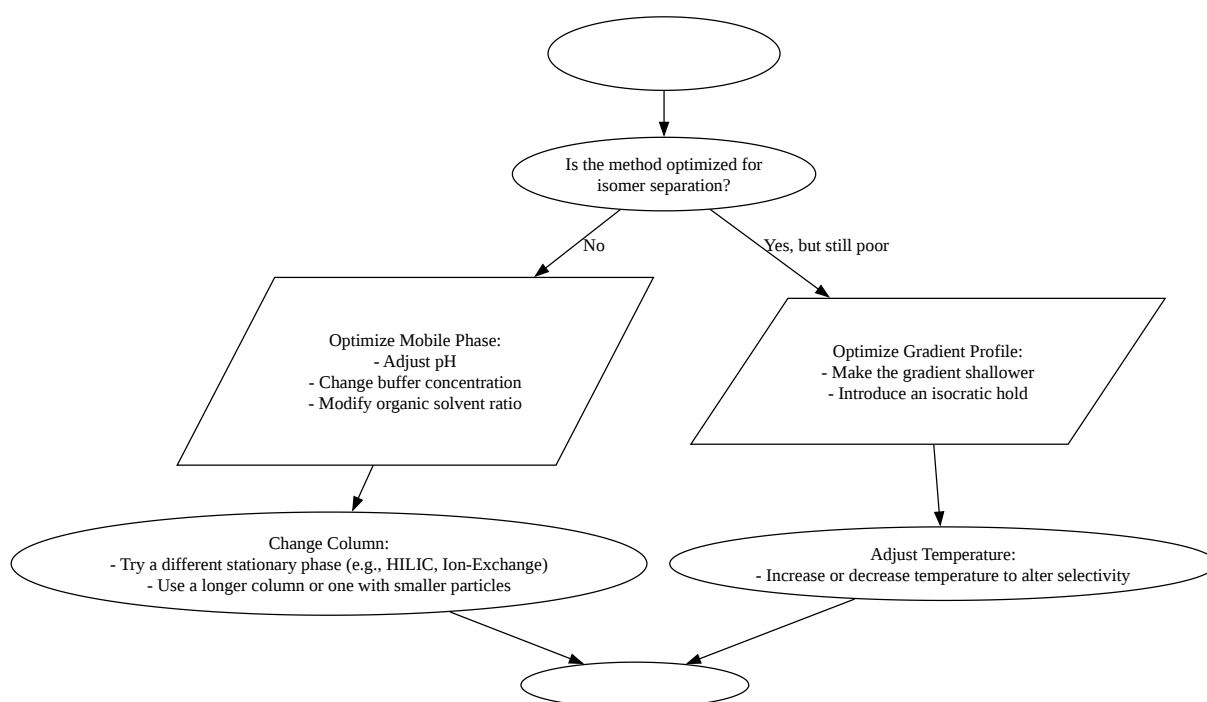 Is the method optimized for
isomer separation?
No
Yes, but still poor
Optimize Mobile Phase:
- Adjust pH
- Change buffer concentration
- Modify organic solvent ratio
Optimize Gradient Profile:
- Make the gradient shallower
- Introduce an isocratic hold
Change Column:
- Try a different stationary phase (e.g., HILIC, Ion-Exchange)
- Use a longer column or one with smaller particles
Adjust Temperature:
- Increase or decrease temperature to alter selectivity